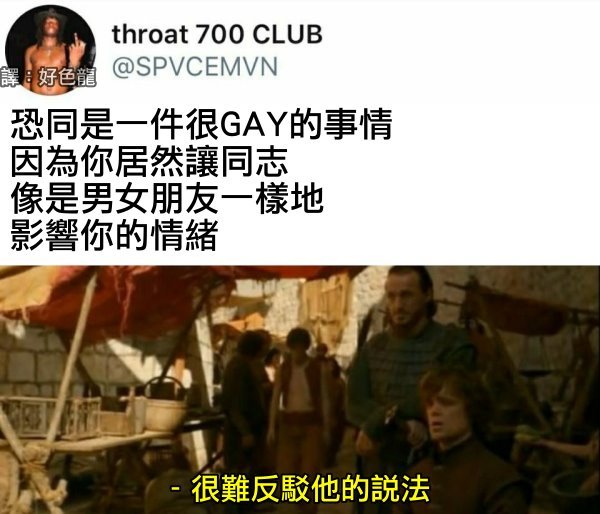 throat 700 CLUB
@SPVCEMVN
譯：好色龍
恐同是一件很GAY的事情
因為你居然讓同志
像是男女朋友一樣地
影響你的情緒
- 很難反駁他的說法